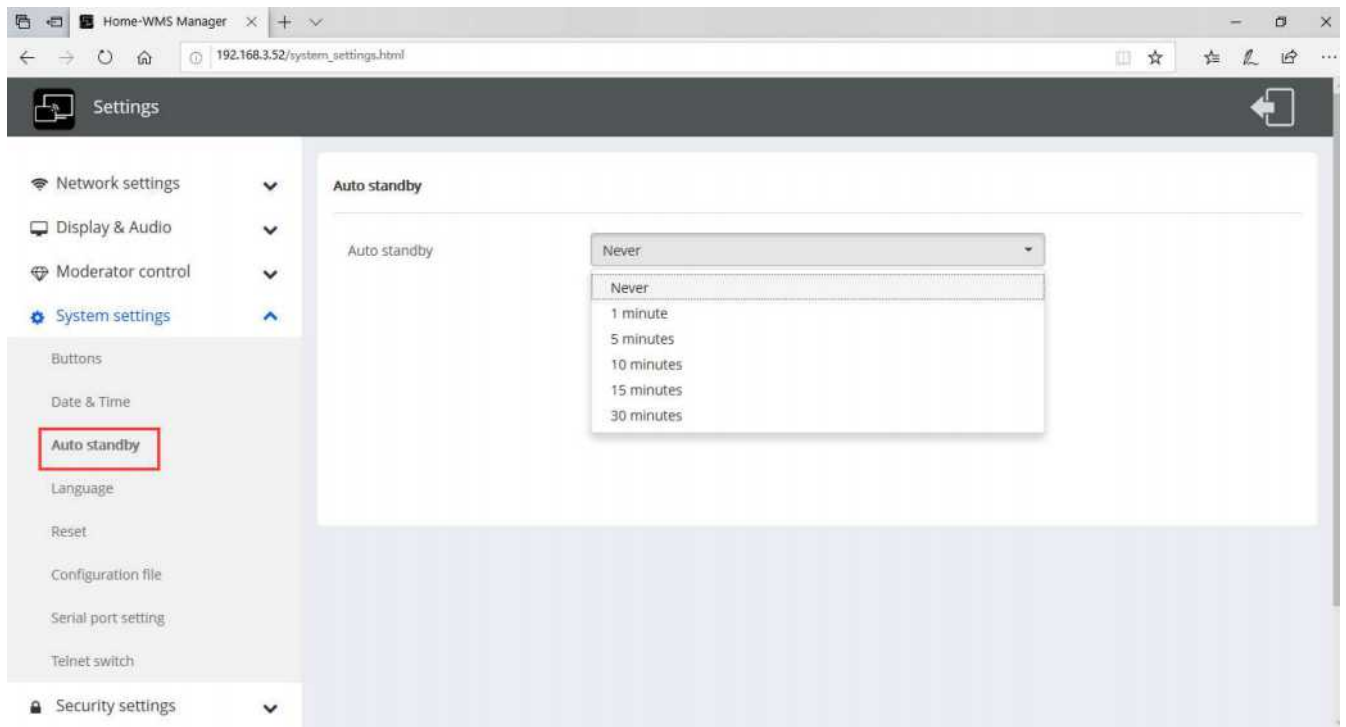 Home-WMS Manager
192.168.3.52/system_settings.html
Settings
Network settings
Display & Audio
Moderator control
System settings
Buttons
Date & Time
Auto standby
Language
Reset
Configuration file
Serial port setting
Telnet switch
Security settings
Auto standby
Auto standby
Never
Never
1 minute
5 minutes
10 minutes
15 minutes
30 minutes